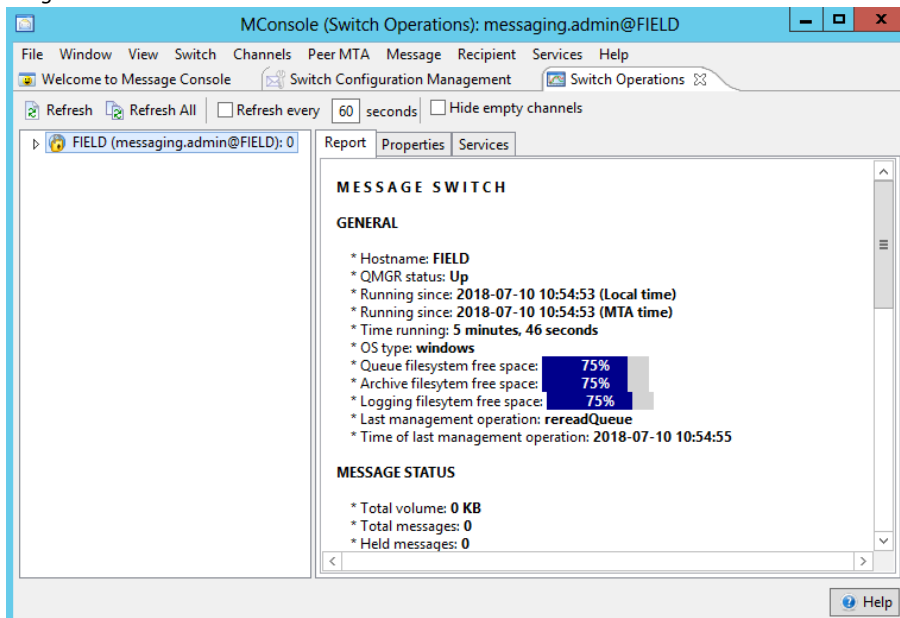 MConsole (Switch Operations): messaging.admin@FIELD
File Window View Switch Channels Peer MTA Message Recipient Services Help
Welcome to Message Console Switch Configuration Management Switch Operations
Refresh Refresh All Refresh every 60 seconds Hide empty channels
FIELD (messaging.admin@FIELD): 0
Report Properties Services
MESSAGE SWITCH
GENERAL
* Hostname: FIELD
* QMGR status: Up
* Running since: 2018-07-10 10:54:53 (Local time)
* Running since: 2018-07-10 10:54:53 (MTA time)
* Time running: 5 minutes, 46 seconds
* OS type: windows
* Queue filesystem free space: 75%
* Archive filesytem free space: 75%
* Logging filesytem free space: 75%
* Last management operation: rereadQueue
* Time of last management operation: 2018-07-10 10:54:55
MESSAGE STATUS
* Total volume: 0 KB
* Total messages: 0
* Held messages: 0
Help